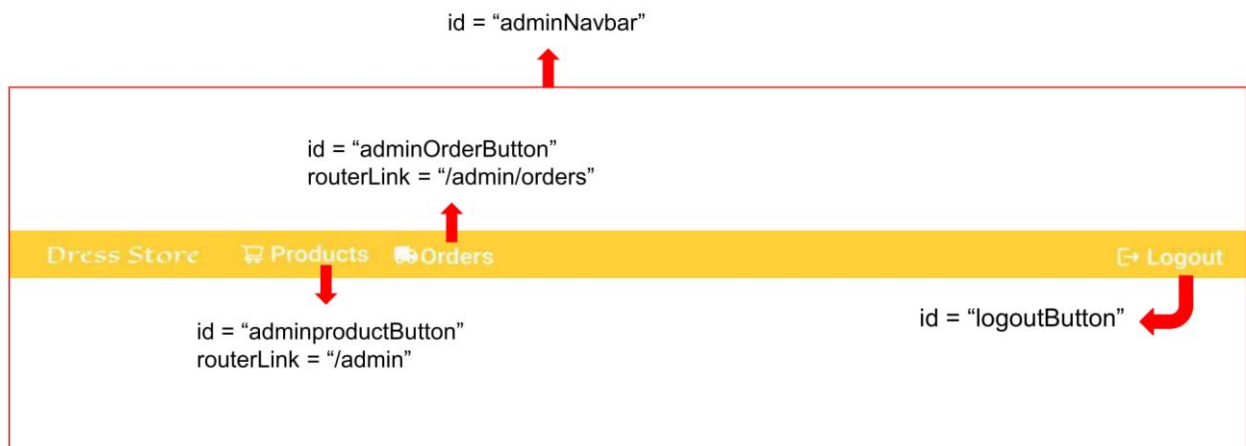 id = “adminNavbar”
id = “adminOrderButton”
routerLink = “/admin/orders”
Dress Store Products Orders Logout
id = “adminproductButton”
routerLink = “/admin”
id = “logoutButton”